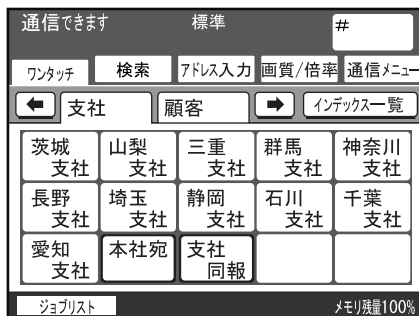 通信できます 標準 #
ワンタッチ 検索 アドレス入力 画質/倍率 通信メニュー
支社 顧客 インデックス一覧
茨城 山梨 三重 群馬 神奈川
支社 支社 支社 支社 支社
長野 埼玉 静岡 石川 千葉
支社 支社 支社 支社 支社
愛知 本社宛 支社
支社 同報
ジョブリスト メモリ残量100%